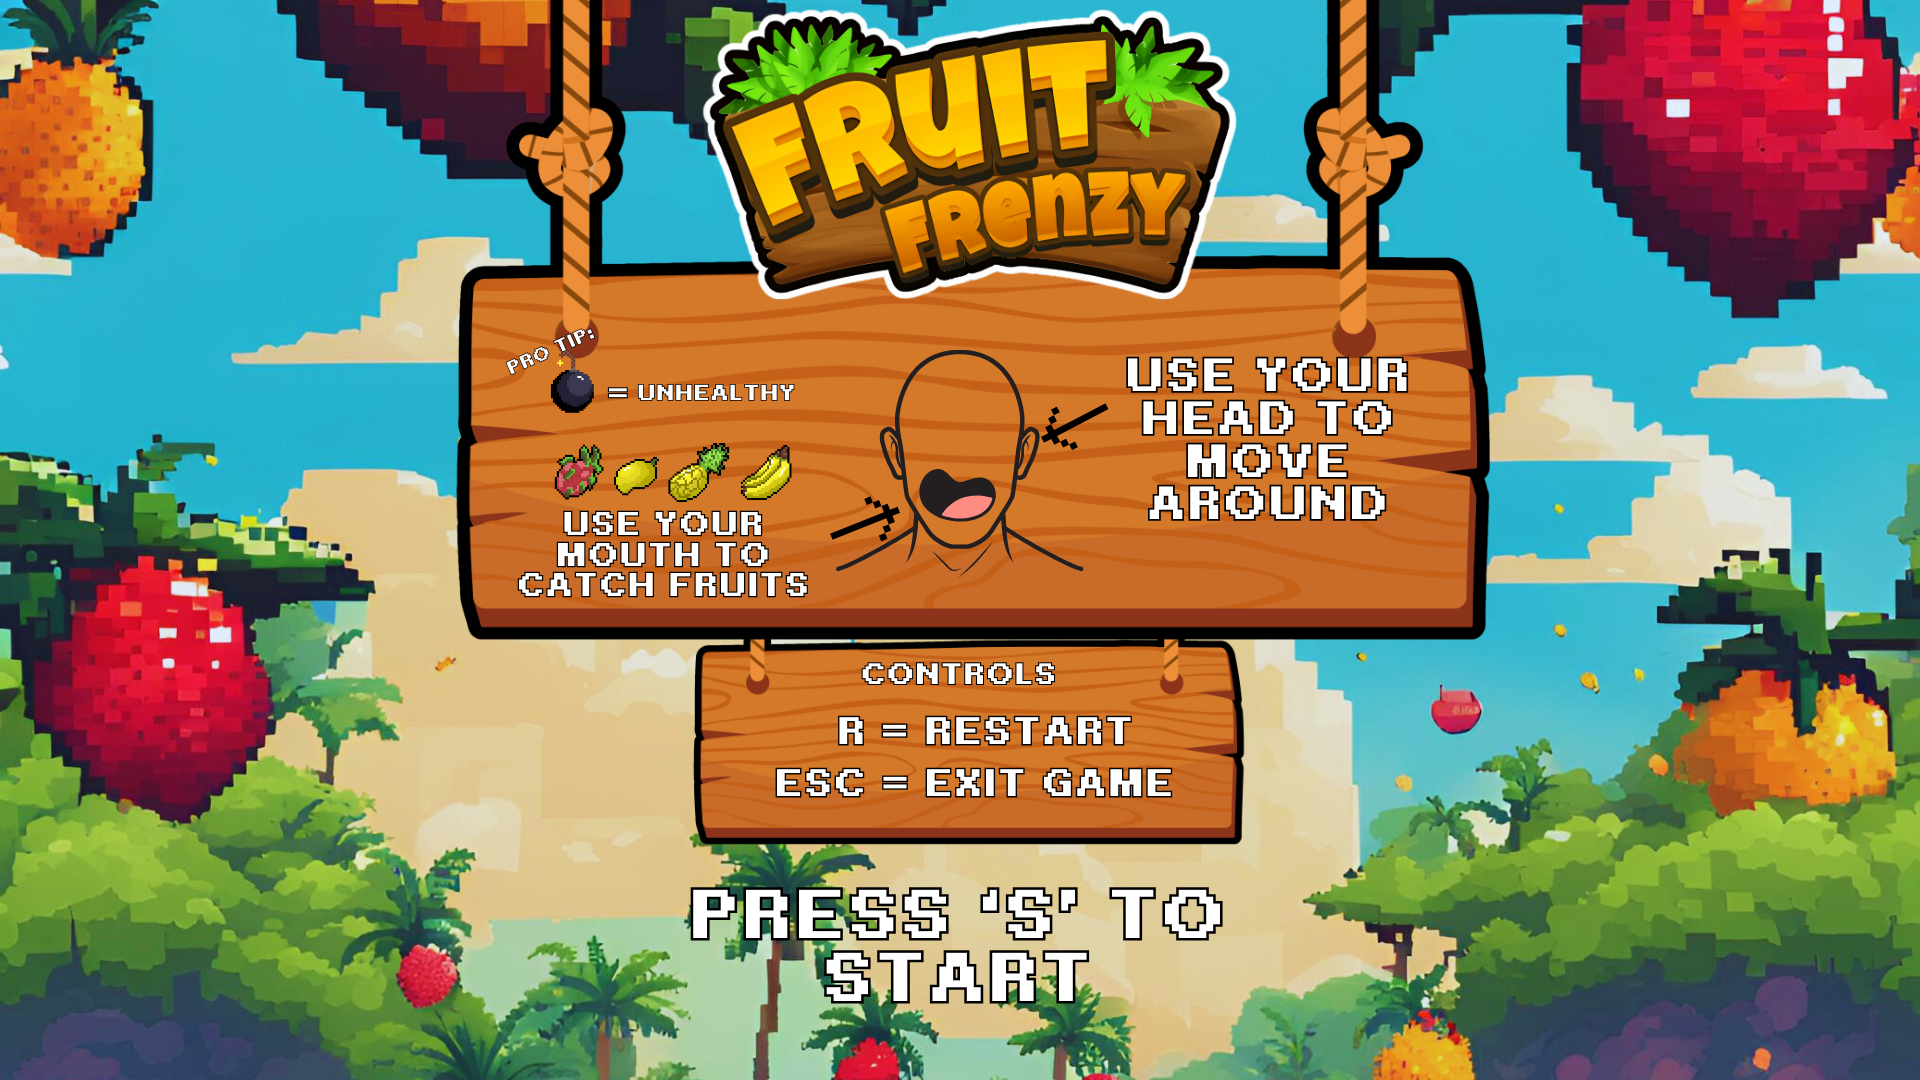 FRUIT
FRENZY
PRO TIP:
= UNHEALTHY
USE YOUR
MOUTH TO
CATCH FRUITS
USE YOUR
HEAD TO
MOVE
AROUND
CONTROLS
R = RESTART
ESC = EXIT GAME
PRESS ‘S’ TO
START